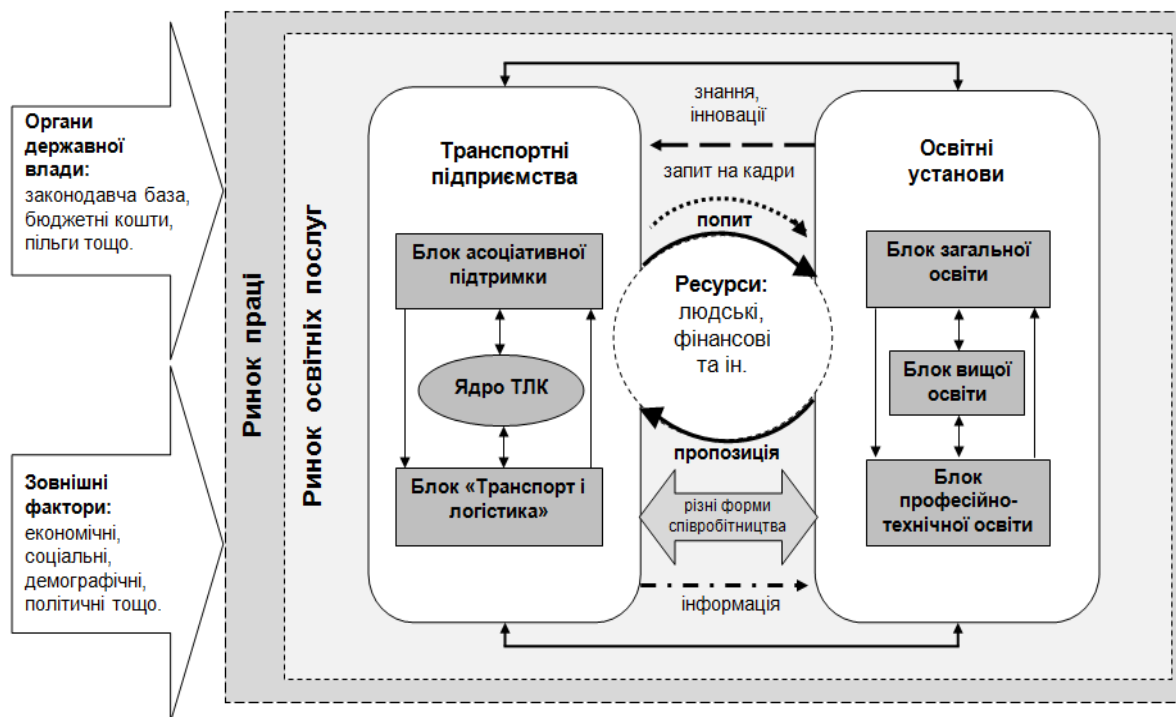 Органи
державної
влади:
законодавча база,
бюджетні кошти,
пільги тощо.
Зовнішні
фактори:
економічні,
соціальні,
демографічні,
політичні тощо.
Ринок праці
Ринок освітніх послуг
Транспортні
підприємства
Блок асоціативної
підтримки
Ядро ТЛК
Блок «Транспорт і
логістика»
знання,
інновації
запит на кадри
попит
Ресурси:
людські,
фінансові
та ін.
пропозиція
різні форми
співробітництва
інформація
Освітні
установи
Блок загальної
освіти
Блок вищої
освіти
Блок
професійно-
технічної освіти